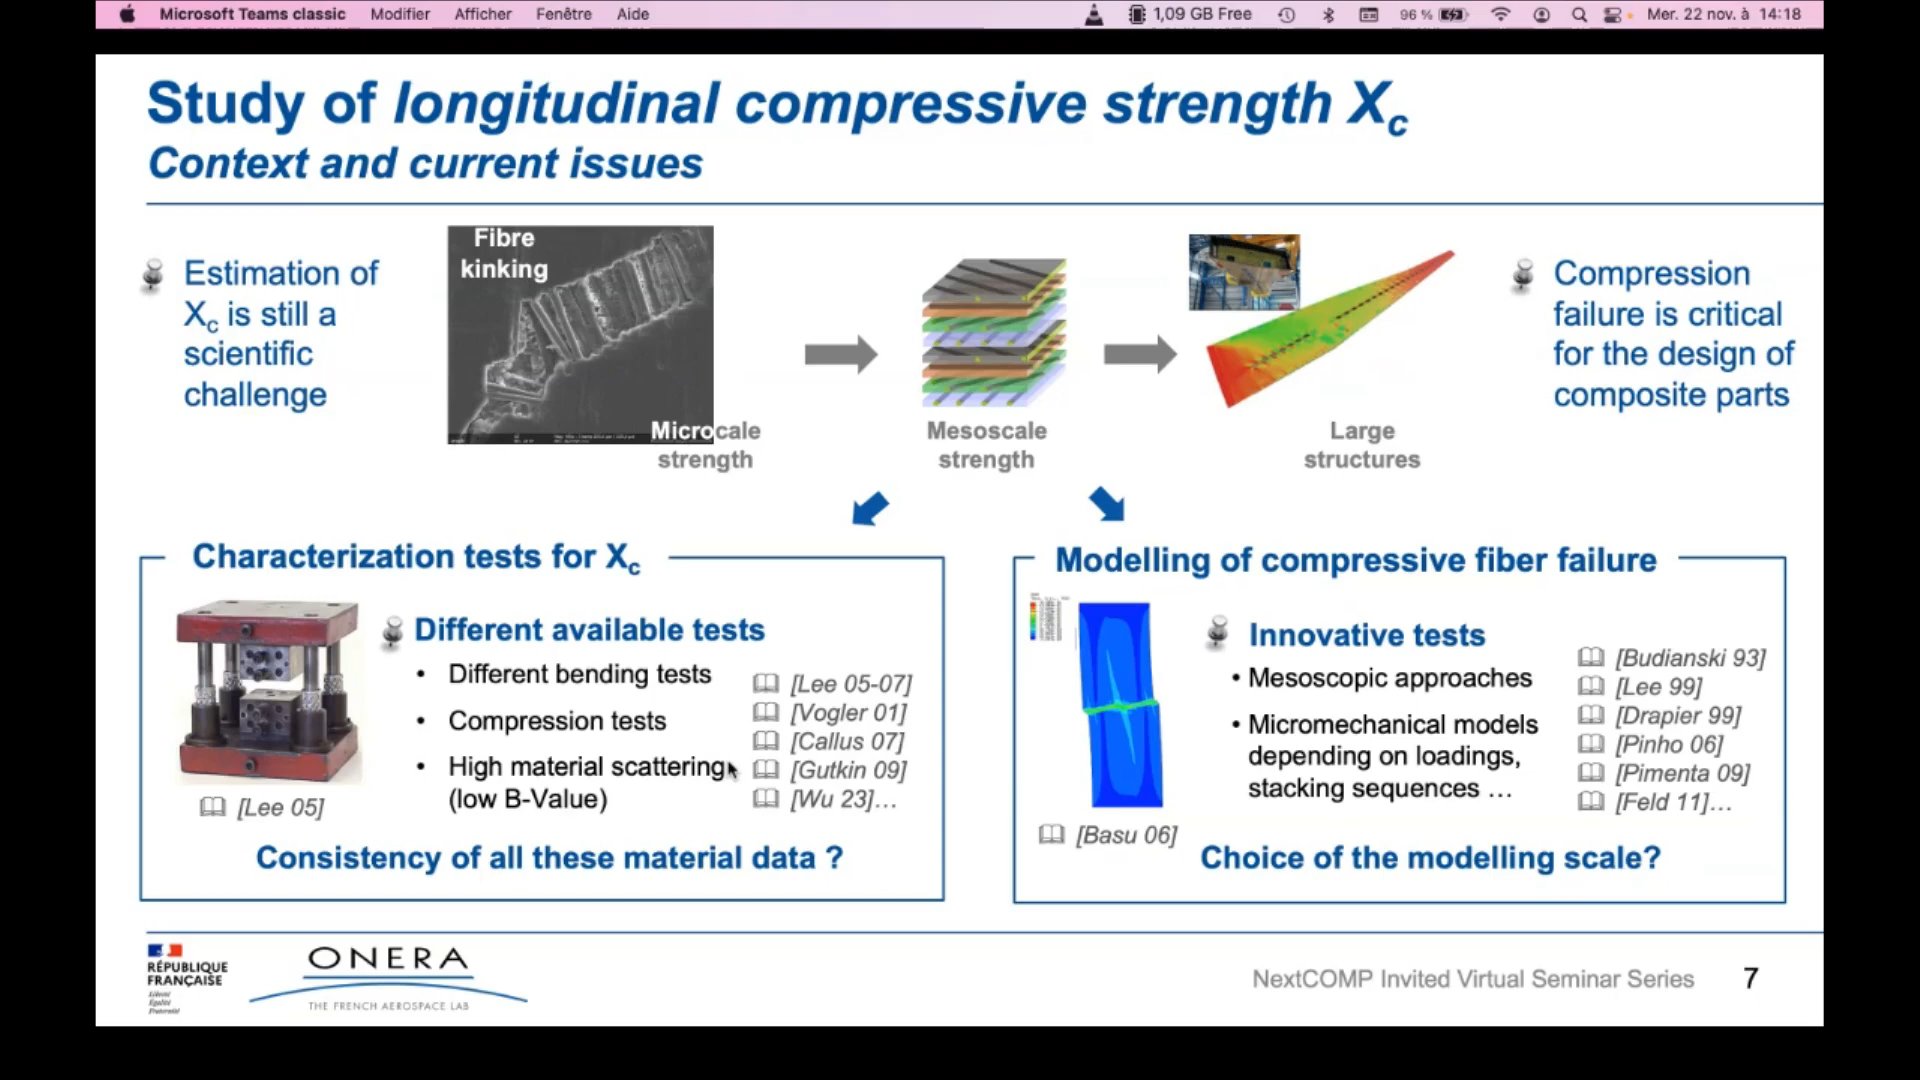 Microsoft Teams classic Modifier Afficher Fenêtre Aide 1,09 GB Free 96 % Mer. 22 nov. à 14:18
Study of longitudinal compressive strength Xc
Context and current issues
Estimation of
Xc is still a
scientific
challenge
Fibre
kinking
Microcale
strength
Mesoscale
strength
Large
structures
Compression
failure is critical
for the design of
composite parts
Characterization tests for Xc
Different available tests
• Different bending tests
• Compression tests
• High material scattering
(low B-Value)
[Lee 05-07]
[Vogler 01]
[Callus 07]
[Gutkin 09]
[Wu 23]...
[Lee 05]
Consistency of all these material data ?
Modelling of compressive fiber failure
Innovative tests
• Mesoscopic approaches
• Micromechanical models
depending on loadings,
stacking sequences ...
[Budianski 93]
[Lee 99]
[Drapier 99]
[Pinho 06]
[Pimenta 09]
[Feld 11]...
[Basu 06]
Choice of the modelling scale?
RÉPUBLIQUE
FRANÇAISE
Liberté
Égalité
Fraternité
ONERA
THE FRENCH AEROSPACE LAB
NextCOMP Invited Virtual Seminar Series 7